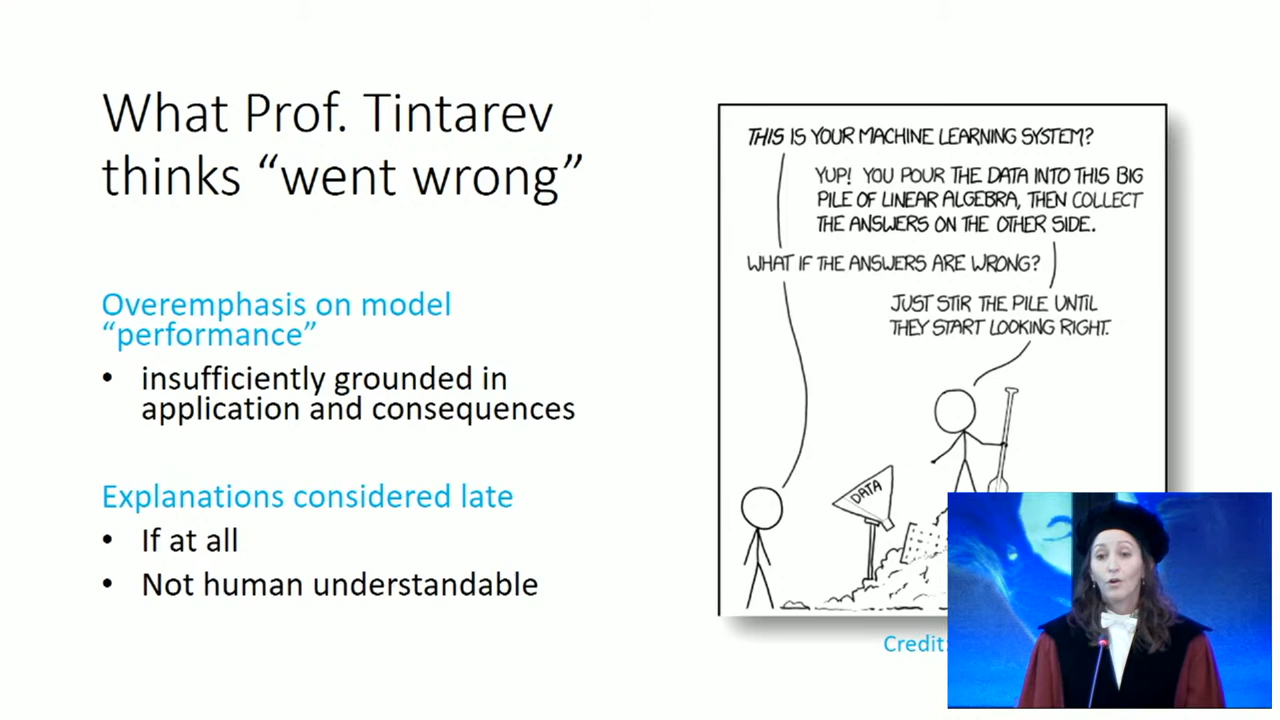 What Prof. Tintarev
thinks “went wrong”
Overemphasis on model
“performance”
• insufficiently grounded in
application and consequences
Explanations considered late
• If at all
• Not human understandable
THIS IS YOUR MACHINE LEARNING SYSTEM?
YUP! YOU POUR THE DATA INTO THIS BIG
PILE OF LINEAR ALGEBRA, THEN COLLECT
THE ANSWERS ON THE OTHER SIDE.
WHAT IF THE ANSWERS ARE WRONG?
JUST STIR THE PILE UNTIL
THEY START LOOKING RIGHT.
DATA
Credit: